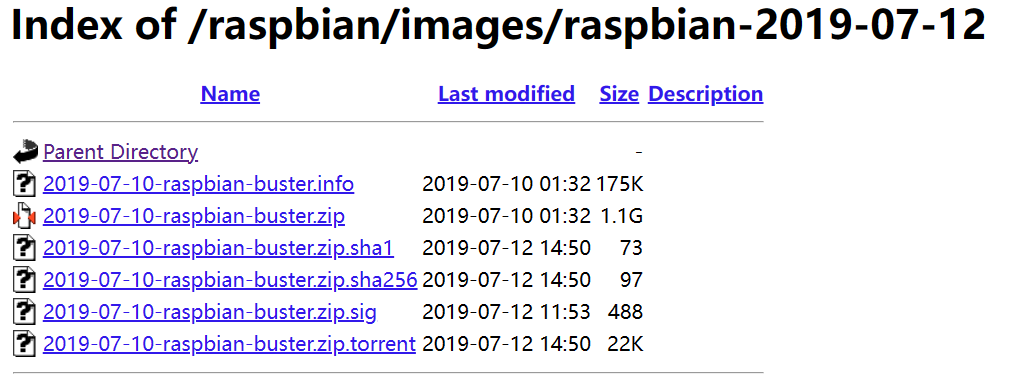 Index of /raspbian/images/raspbian-2019-07-12
Name Last modified Size Description
Parent Directory -
2019-07-10-raspbian-buster.info 2019-07-10 01:32 175K
2019-07-10-raspbian-buster.zip 2019-07-10 01:32 1.1G
2019-07-10-raspbian-buster.zip.sha1 2019-07-12 14:50 73
2019-07-10-raspbian-buster.zip.sha256 2019-07-12 14:50 97
2019-07-10-raspbian-buster.zip.sig 2019-07-12 11:53 488
2019-07-10-raspbian-buster.zip.torrent 2019-07-12 14:50 22K